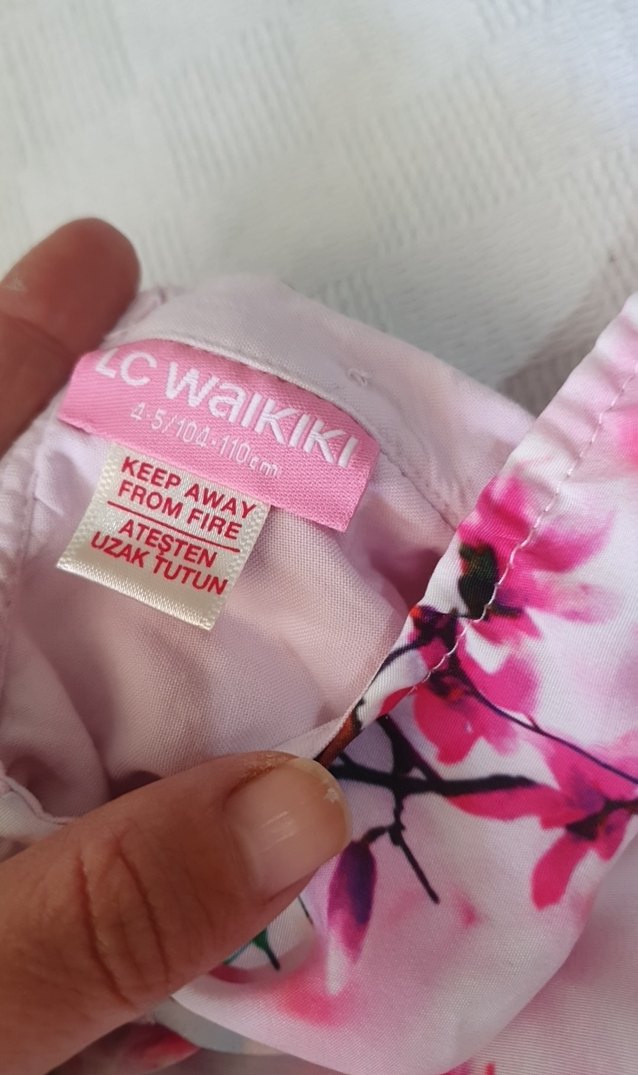 LC WaIKIKI
4-5/104-110cm
KEEP AWAY
FROM FIRE
ATEŞTEN
UZAK TUTUN